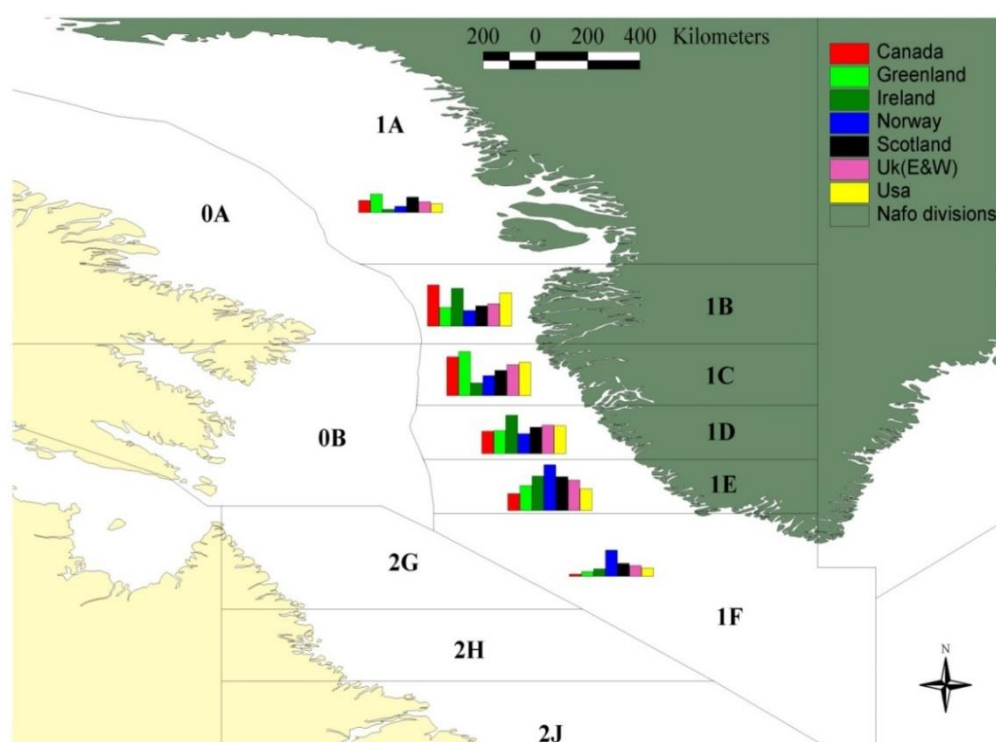 200 0 200 400 Kilometers
Canada
Greenland
Ireland
Norway
Scotland
Uk(E&W)
Usa
Nafo divisions
1A
0A
1B
1C
0B
1D
1E
2G
1F
2H
N
2J